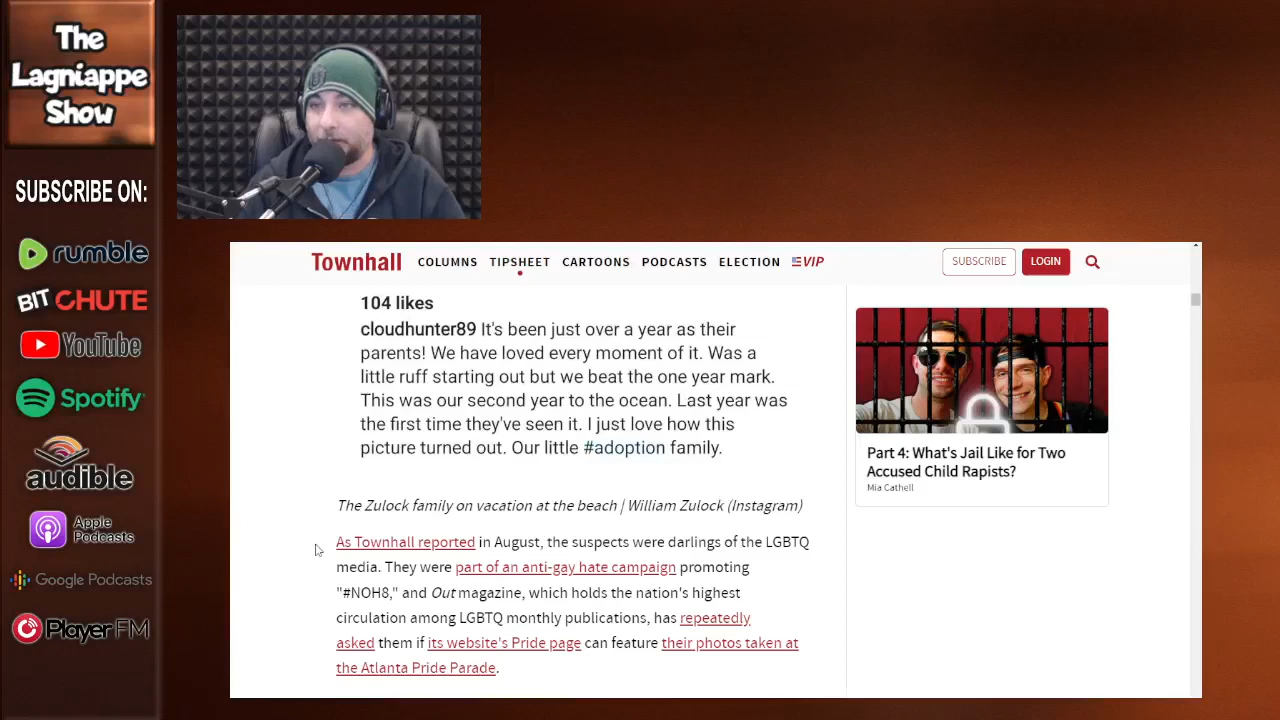 The
Lagniappe
Show
SUBSCRIBE ON:
rumble
BIT CHUTE
YouTube
Spotify
audible
Apple
Podcasts
Google Podcasts
PlayerFM
Townhall COLUMNS TIPSHEET CARTOONS PODCASTS ELECTION VIP SUBSCRIBE LOGIN
104 likes
cloudhunter89 It's been just over a year as their
parents! We have loved every moment of it. Was a
little ruff starting out but we beat the one year mark.
This was our second year to the ocean. Last year was
the first time they've seen it. I just love how this
picture turned out. Our little #adoption family.
The Zulock family on vacation at the beach | William Zulock (Instagram)
As Townhall reported in August, the suspects were darlings of the LGBTQ
media. They were part of an anti-gay hate campaign promoting
"#NOH8," and Out magazine, which holds the nation's highest
circulation among LGBTQ monthly publications, has repeatedly
asked them if its website's Pride page can feature their photos taken at
the Atlanta Pride Parade.
Part 4: What's Jail Like for Two
Accused Child Rapists?
Mia Cathell